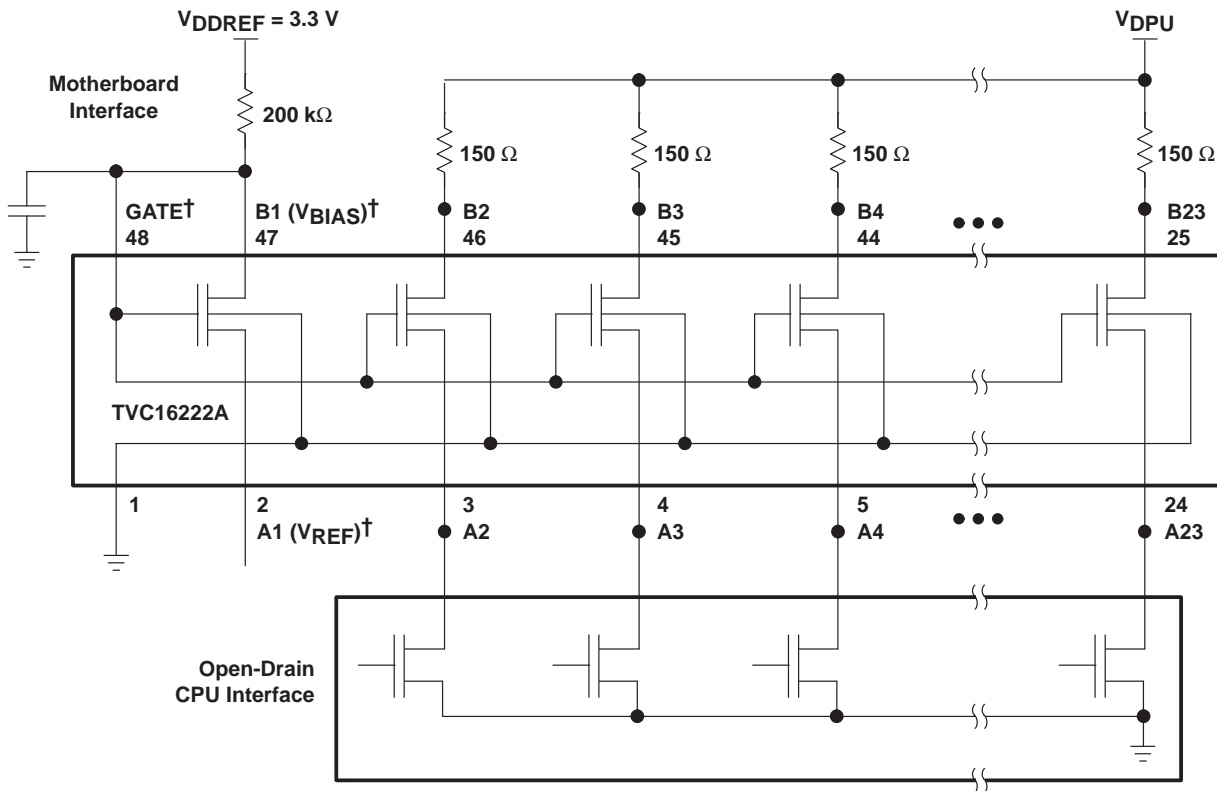 VDDREF = 3.3 V
VDPU
Motherboard
Interface
200 kΩ
150 Ω
150 Ω
150 Ω
150 Ω
GATE†
B1 (VBIAS)†
B2
B3
B4
B23
48
47
46
45
44
25
TVC16222A
1
2
3
4
5
24
A1 (VREF)†
A2
A3
A4
A23
Open-Drain
CPU Interface